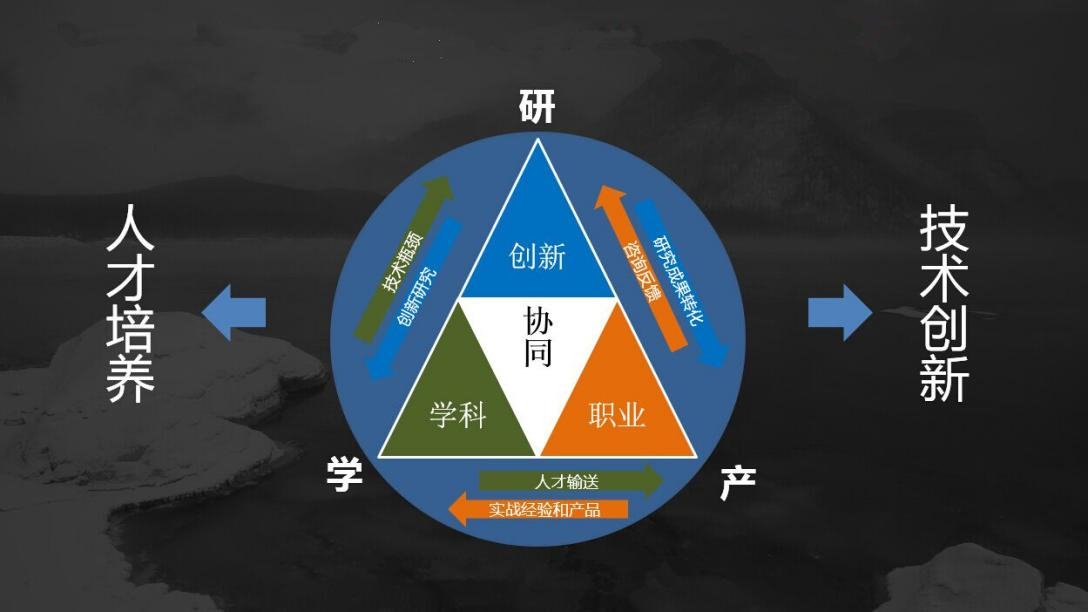 研
人才培养
技术瓶颈
创新研究
创新
咨询反馈
研究成果转化
技术创新
协同
学科
职业
学
产
人才输送
实战经验和产品